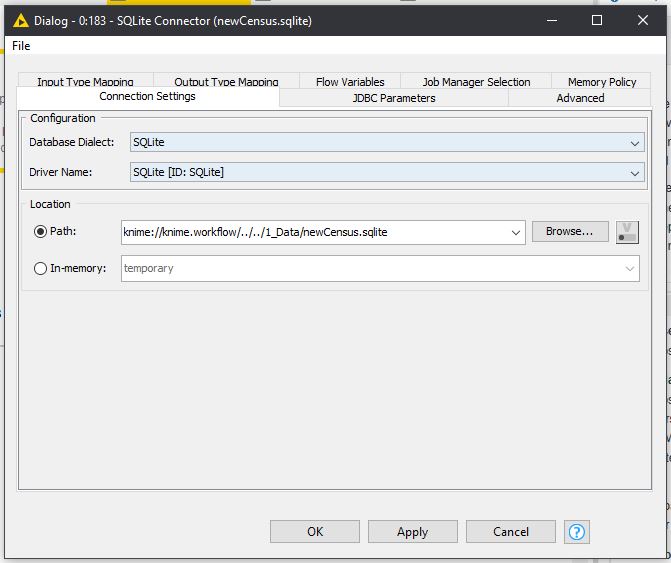 Dialog - 0:183 - SQLite Connector (newCensus.sqlite)
File
Input Type Mapping Output Type Mapping Flow Variables Job Manager Selection Memory Policy
Connection Settings JDBC Parameters Advanced
Configuration
Database Dialect: SQLite
Driver Name: SQLite [ID: SQLite]
Location
Path: knime://knime.workflow/../../1_Data/newCensus.sqlite Browse... V
In-memory: temporary
OK Apply Cancel ?